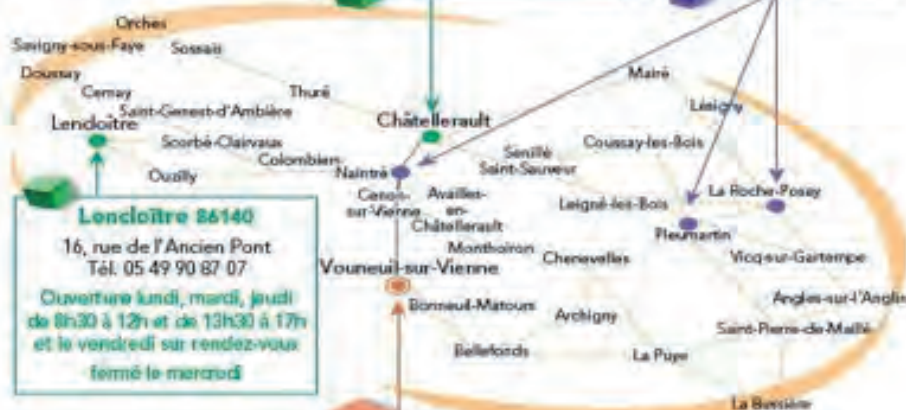 Orches
Savigny-sous-Faye
Sossais
Doussay
Mairé
Cernay
Thuré
Lésigny
Saint-Genest-d'Ambière
Lencloître
Châtellerault
Scorbé-Clairvaux
Coussay-les-Bois
Colombiers
Senillé
Saint-Sauveur
Ouzilly
Naintré
La Roche-Posay
Cenon-
sur-Vienne
Availles-
en-
Châtellerault
Leigné-les-Bois
Pleumartin
Monthoiron
Chenevelles
Vicq-sur-Gartempe
Vouneuil-sur-Vienne
Bonneuil-Matours
Angles-sur-l'Anglin
Archigny
Saint-Pierre-de-Maillé
Bellefonds
La Puye
La Bussière
Lencloître 86140
16, rue de l'Ancien Pont
Tél. 05 49 90 87 07
Ouverture lundi, mardi, jeudi
de 8h30 à 12h et de 13h30 à 17h
et le vendredi sur rendez-vous
fermé le mercredi